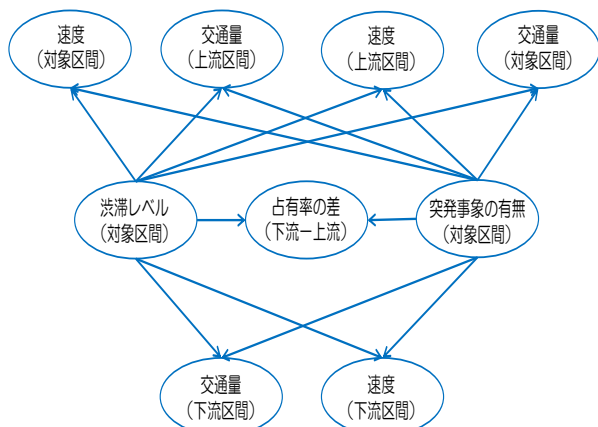 速度
（対象区間）
交通量
（上流区間）
速度
（上流区間）
交通量
（対象区間）
渋滞レベル
（対象区間）
占有率の差
（下流ー上流）
突発事象の有無
（対象区間）
交通量
（下流区間）
速度
（下流区間）